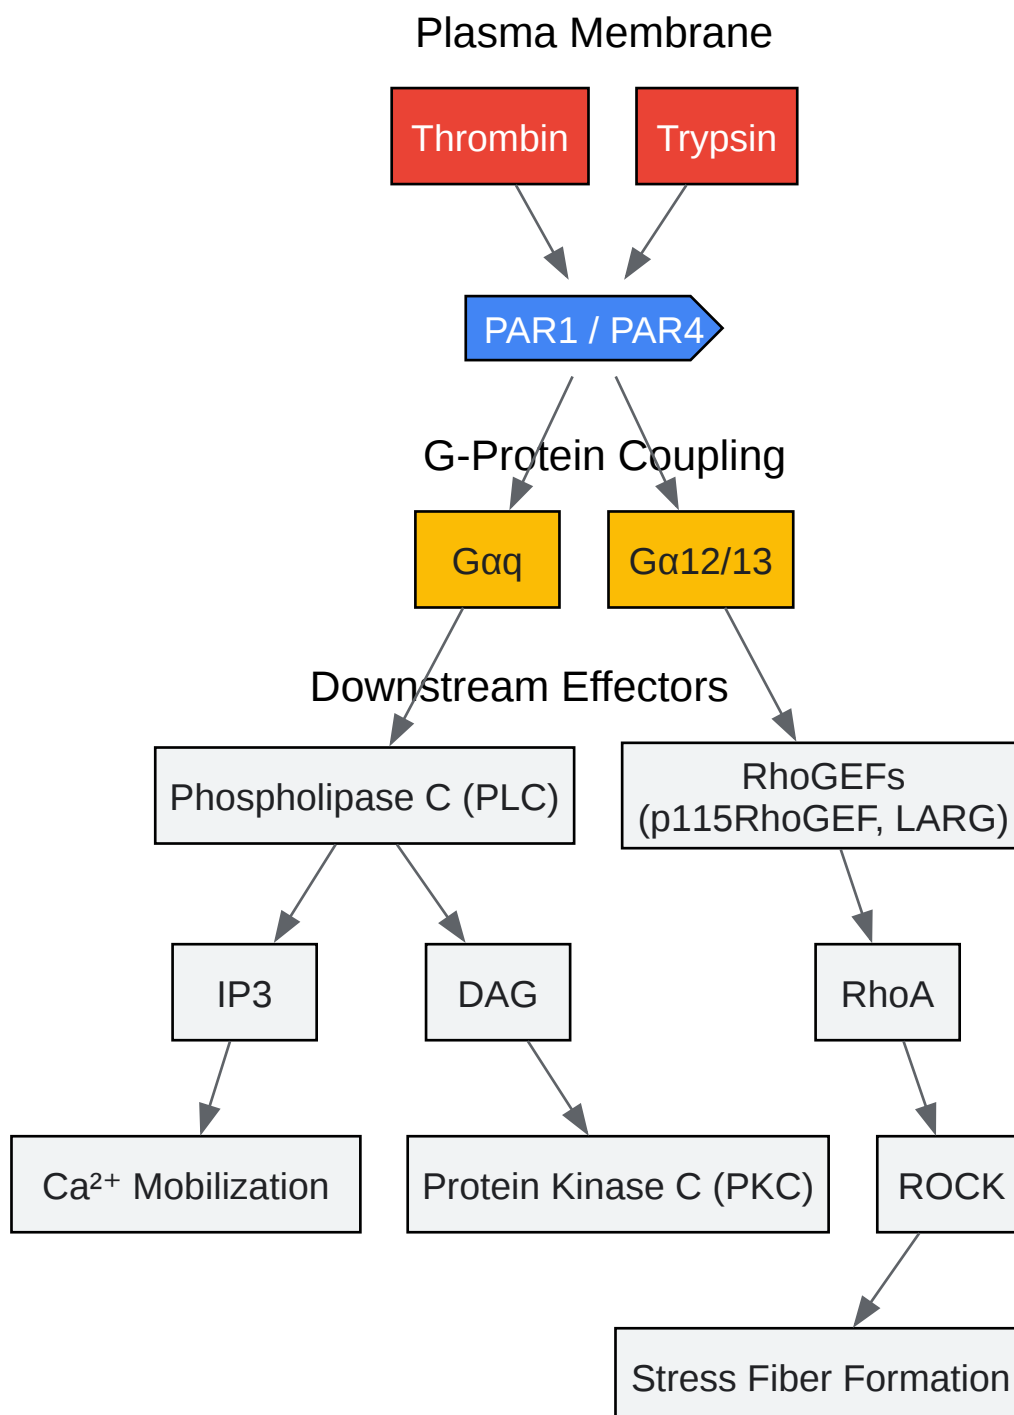 Plasma Membrane
Thrombin
Trypsin
PAR1 / PAR4
G-Protein Coupling
Gαq
Gα12/13
Downstream Effectors
Phospholipase C (PLC)
RhoGEFs
(p115RhoGEF, LARG)
IP3
DAG
RhoA
Ca²⁺ Mobilization
Protein Kinase C (PKC)
ROCK
Stress Fiber Formation